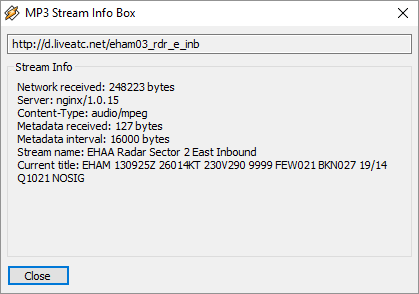 MP3 Stream Info Box
http://d.liveatc.net/eham03_rdr_e_inb
Stream Info
Network received: 248223 bytes
Server: nginx/1.0.15
Content-Type: audio/mpeg
Metadata received: 127 bytes
Metadata interval: 16000 bytes
Stream name: EHAA Radar Sector 2 East Inbound
Current title: EHAM 130925Z 26014KT 230V290 9999 FEW021 BKN027 19/14
Q1021 NOSIG
Close